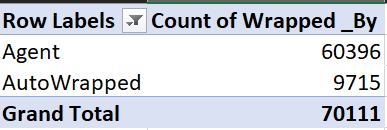 Row Labels Count of Wrapped _By
Agent 60396
AutoWrapped 9715
Grand Total 70111